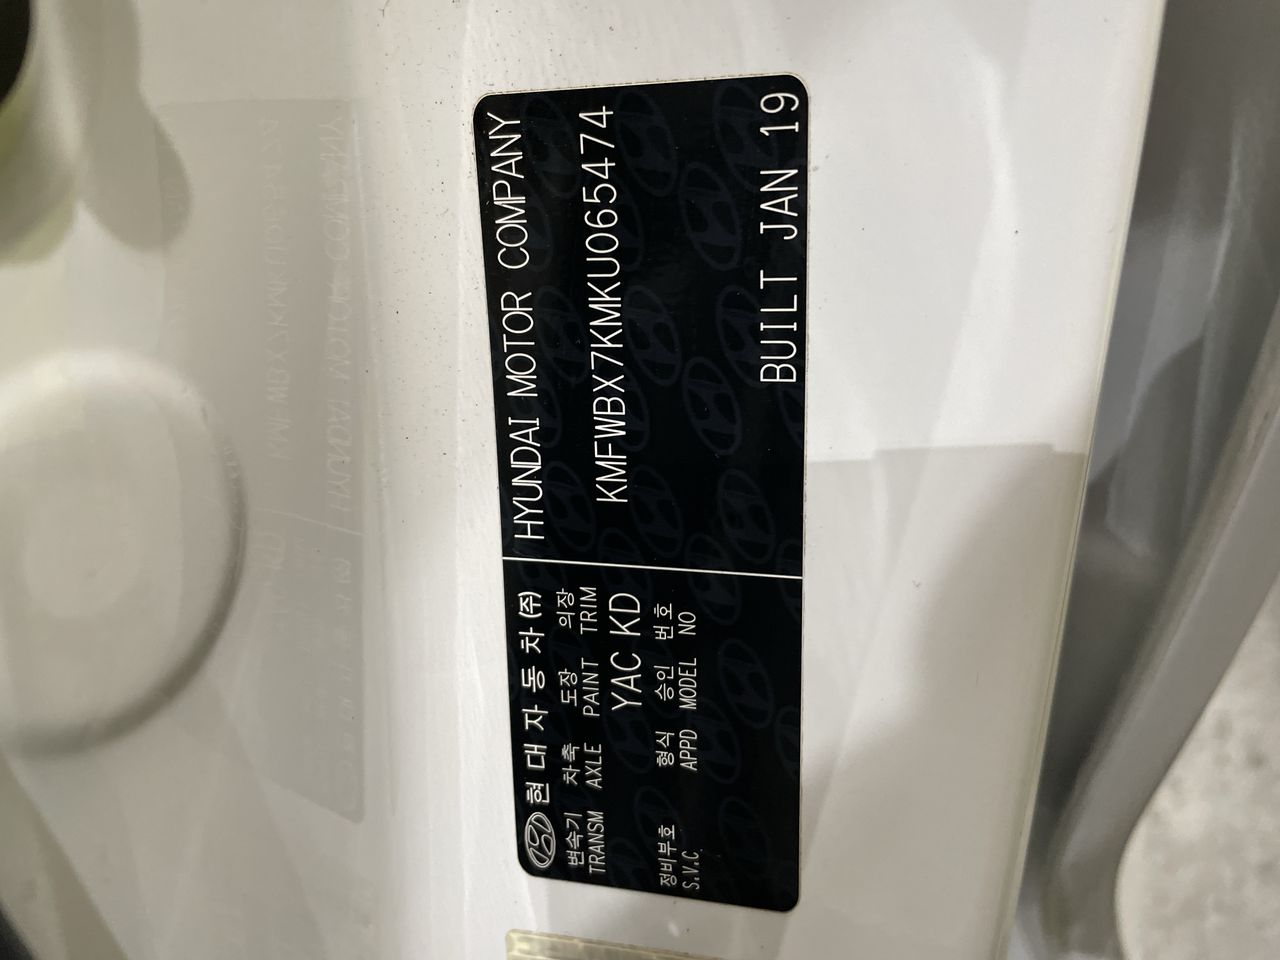 현대자동차(주)
HYUNDAI MOTOR COMPANY
변속기 차축 도장 의장
TRANSM AXLE PAINT TRIM
YAC KD
KMFWBX7KMKU065474
정비부호 형식 승인 번호
S.V.C APPD MODEL NO
BUILT JAN 19